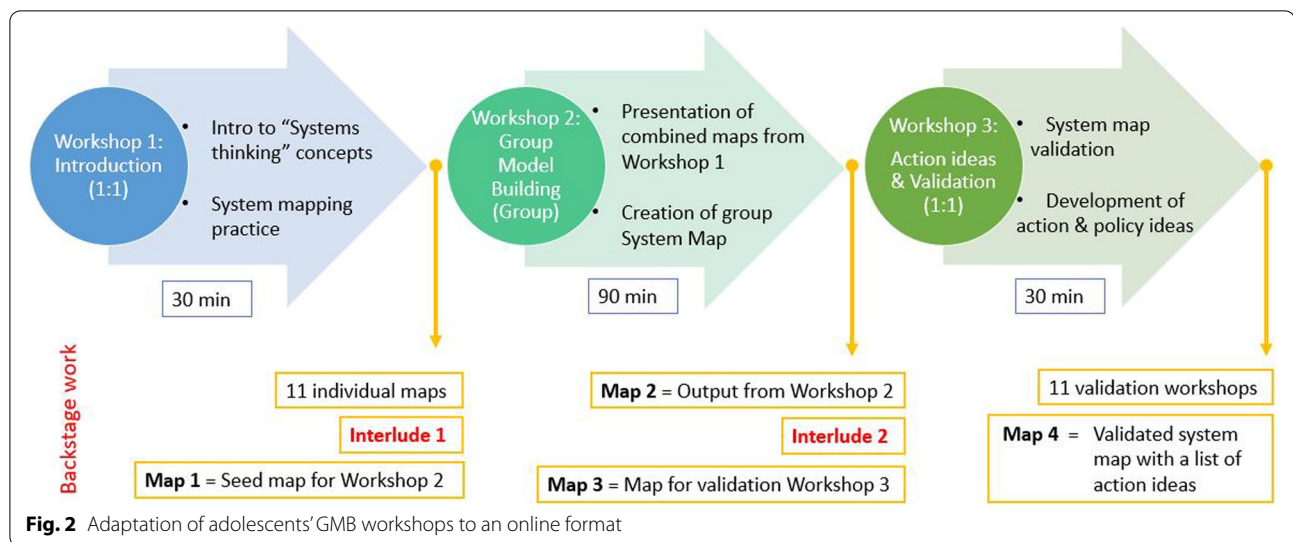 Workshop 1:
Introduction
(1:1)
• Intro to “Systems
thinking” concepts
• System mapping
practice
30 min
Workshop 2:
Group
Model
Building
(Group)
• Presentation of
combined maps from
Workshop 1
• Creation of group
System Map
90 min
Workshop 3:
Action ideas
& Validation
(1:1)
• System map
validation
• Development of
action & policy ideas
30 min
Backstage work
11 individual maps
Interlude 1
Map 1 = Seed map for Workshop 2
Map 2 = Output from Workshop 2
Interlude 2
Map 3 = Map for validation Workshop 3
11 validation workshops
Map 4 = Validated system
map with a list of
action ideas
Fig. 2 Adaptation of adolescents’ GMB workshops to an online format